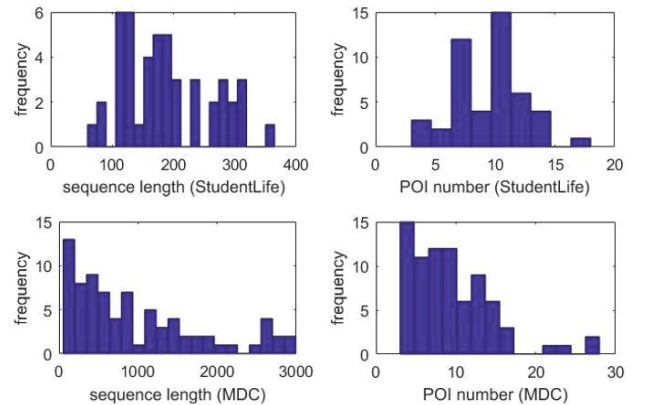 6
4
2
0
frequency
0 100 200 300 400
sequence length (StudentLife)
15
10
5
0
frequency
0 5 10 15 20
POI number (StudentLife)
15
10
5
0
frequency
0 1000 2000 3000
sequence length (MDC)
15
10
5
0
frequency
0 10 20 30
POI number (MDC)